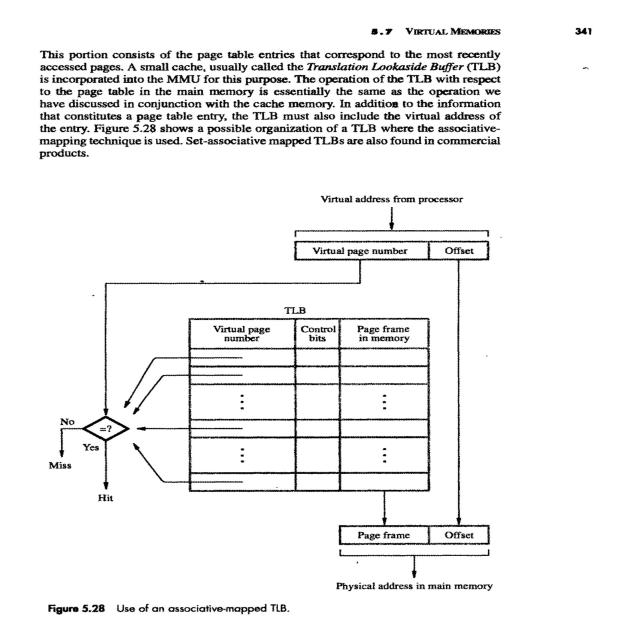 5.7 VIRTUAL MEMORIES 341
This portion consists of the page table entries that correspond to the most recently
accessed pages. A small cache, usually called the Translation Lookaside Buffer (TLB)
is incorporated into the MMU for this purpose. The operation of the TLB with respect
to the page table in the main memory is essentially the same as the operation we
have discussed in conjunction with the cache memory. In addition to the information
that constitutes a page table entry, the TLB must also include the virtual address of
the entry. Figure 5.28 shows a possible organization of a TLB where the associative-
mapping technique is used. Set-associative mapped TLBs are also found in commercial
products.
Virtual address from processor
Virtual page number Offset
TLB
Virtual page
number
Control
bits
Page frame
in memory
No
=?
Yes
Miss
Hit
Page frame Offset
Physical address in main memory
Figure 5.28 Use of an associative-mapped TLB.